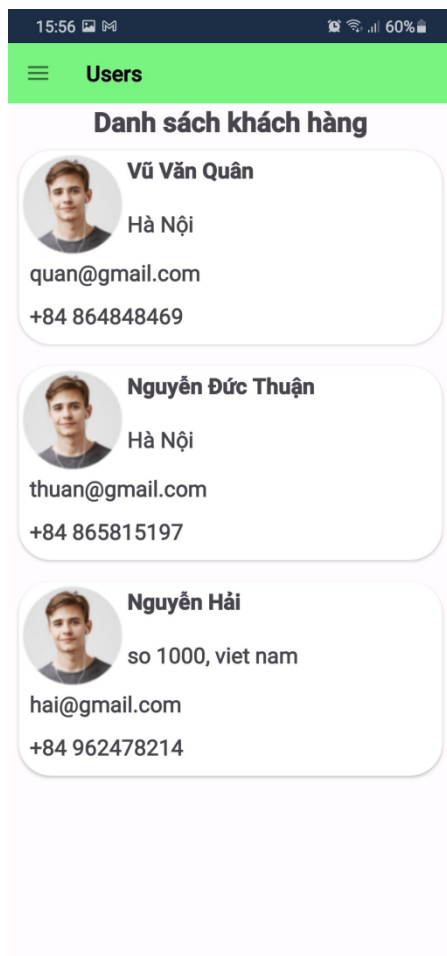 15:56 60%
Users
Danh sách khách hàng
Vũ Văn Quân
Hà Nội
quan@gmail.com
+84 864848469
Nguyễn Đức Thuận
Hà Nội
thuan@gmail.com
+84 865815197
Nguyễn Hải
so 1000, viet nam
hai@gmail.com
+84 962478214